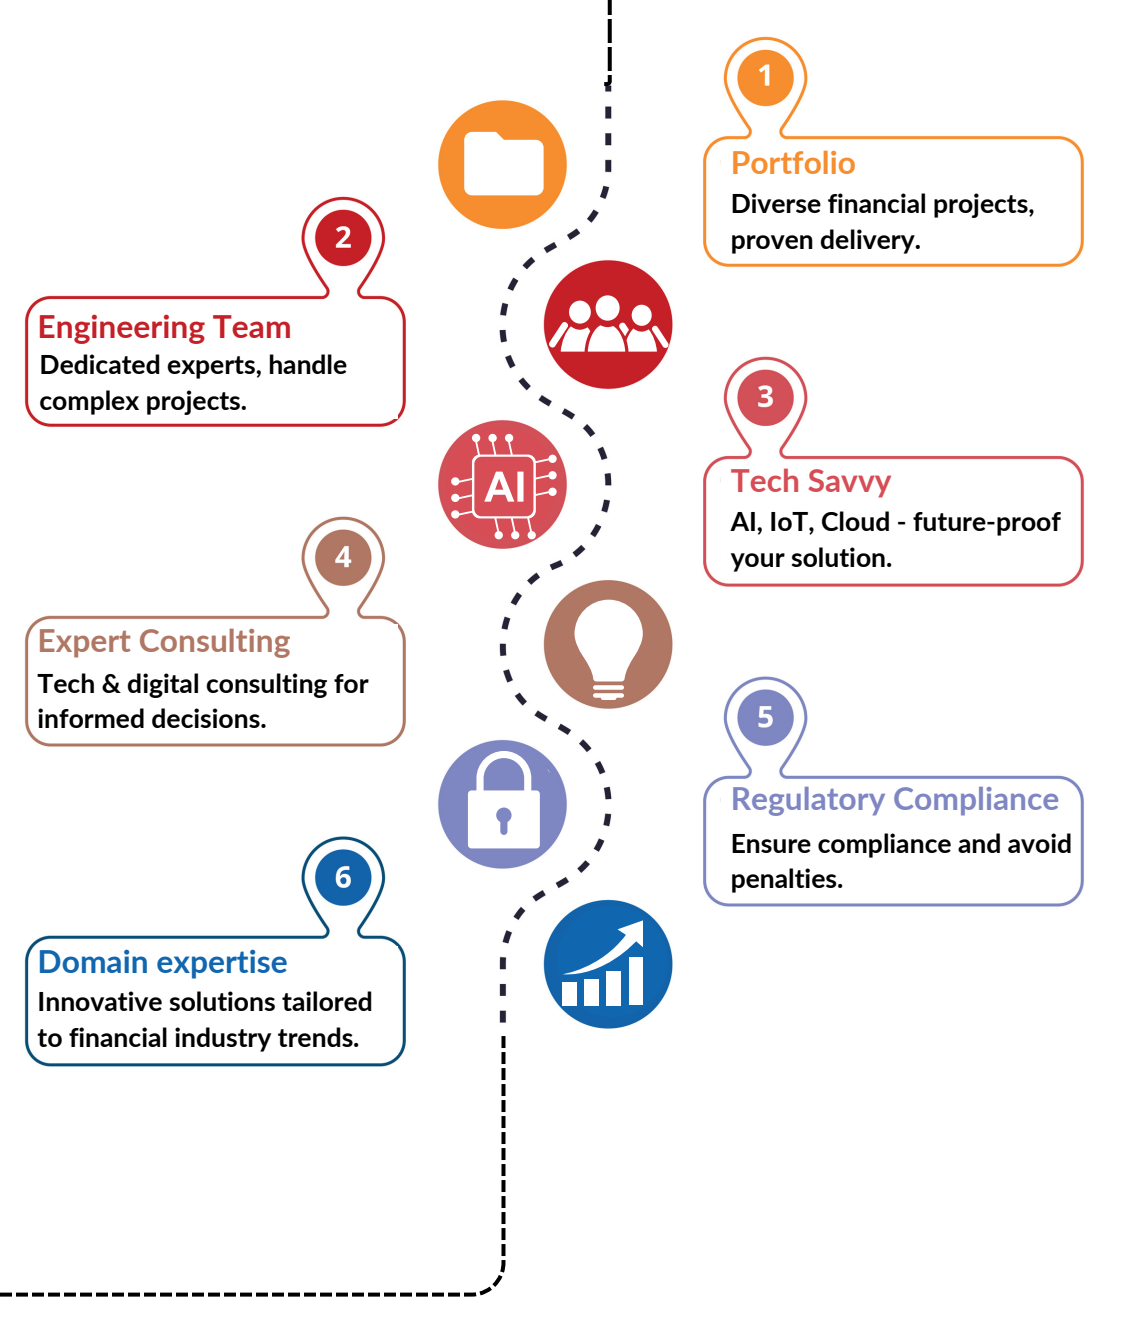 1
Portfolio
Diverse financial projects,
proven delivery.
2
Engineering Team
Dedicated experts, handle
complex projects.
3
Tech Savvy
AI, IoT, Cloud - future-proof
your solution.
AI
4
Expert Consulting
Tech & digital consulting for
informed decisions.
5
Regulatory Compliance
Ensure compliance and avoid
penalties.
6
Domain expertise
Innovative solutions tailored
to financial industry trends.